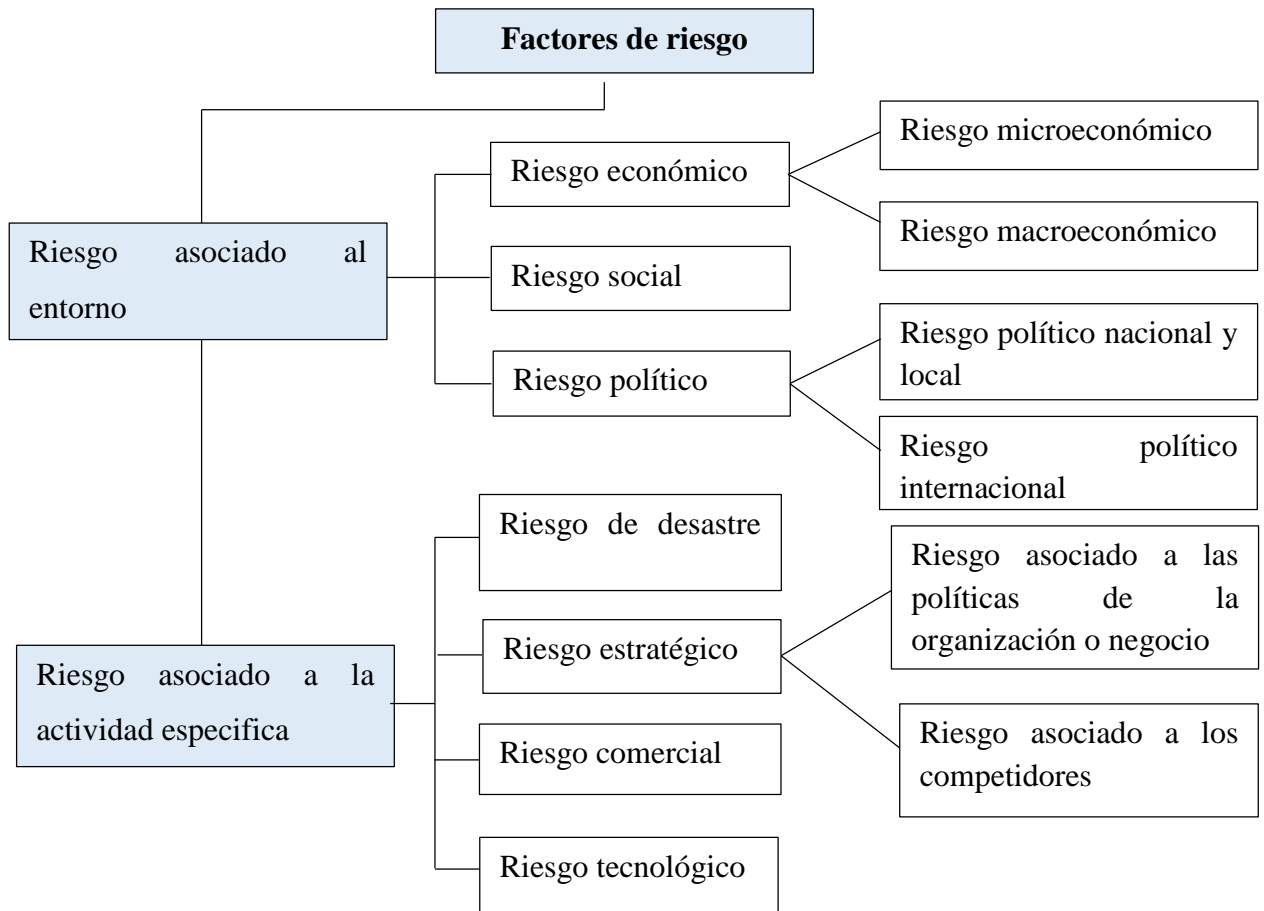 Factores de riesgo
Riesgo asociado al
entorno
Riesgo económico
Riesgo microeconómico
Riesgo macroeconómico
Riesgo social
Riesgo político
Riesgo político nacional y
local
Riesgo político
internacional
Riesgo asociado a la
actividad especifica
Riesgo de desastre
Riesgo estratégico
Riesgo asociado a las
políticas de la
organización o negocio
Riesgo asociado a los
competidores
Riesgo comercial
Riesgo tecnológico